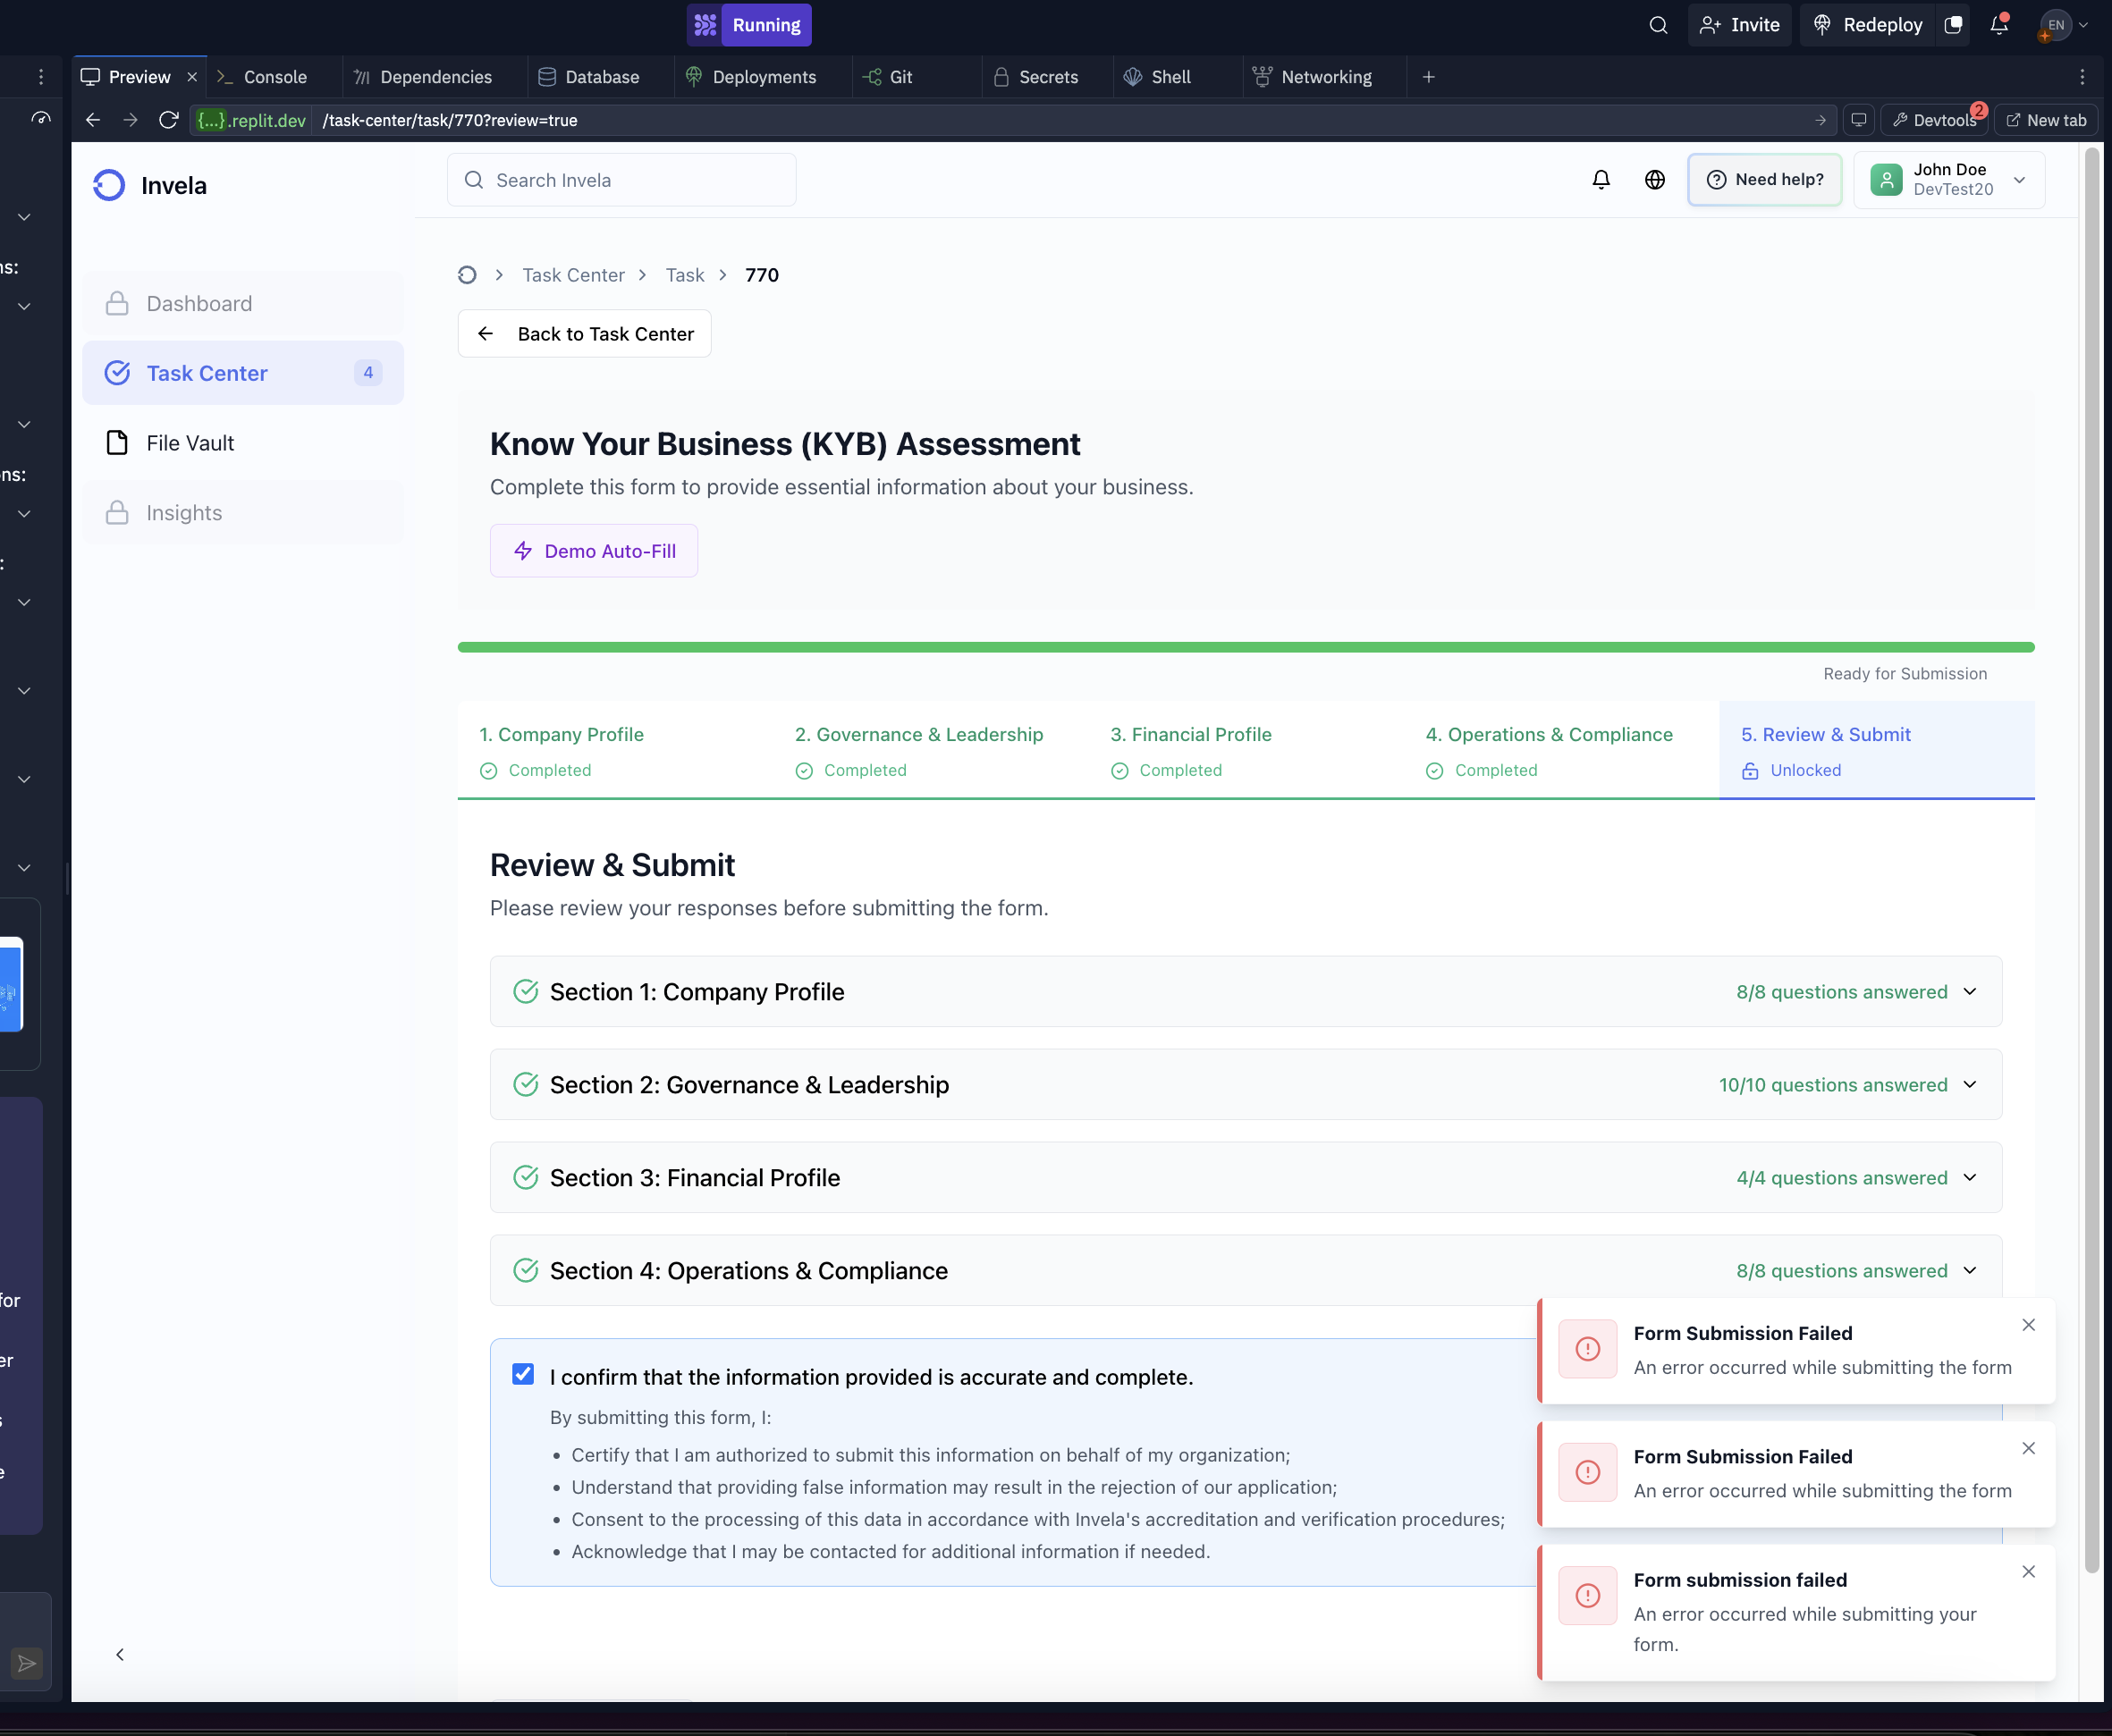 Running
Invite
Redeploy
EN
Preview
Console
Dependencies
Database
Deployments
Git
Secrets
Shell
Networking
{...}.replit.dev
/task-center/task/770?review=true
Devtools
2
New tab
ns:
ons:
:
for
er
s
e
Invela
Search Invela
Need help?
John Doe
DevTest20
Dashboard
Task Center
4
File Vault
Insights
Task Center
Task
770
Back to Task Center
Know Your Business (KYB) Assessment
Complete this form to provide essential information about your business.
Demo Auto-Fill
Ready for Submission
1. Company Profile
Completed
2. Governance & Leadership
Completed
3. Financial Profile
Completed
4. Operations & Compliance
Completed
5. Review & Submit
Unlocked
Review & Submit
Please review your responses before submitting the form.
Section 1: Company Profile
8/8 questions answered
Section 2: Governance & Leadership
10/10 questions answered
Section 3: Financial Profile
4/4 questions answered
Section 4: Operations & Compliance
8/8 questions answered
I confirm that the information provided is accurate and complete.
By submitting this form, I:
• Certify that I am authorized to submit this information on behalf of my organization;
• Understand that providing false information may result in the rejection of our application;
• Consent to the processing of this data in accordance with Invela's accreditation and verification procedures;
• Acknowledge that I may be contacted for additional information if needed.
Form Submission Failed
An error occurred while submitting the form
Form Submission Failed
An error occurred while submitting the form
Form submission failed
An error occurred while submitting your
form.